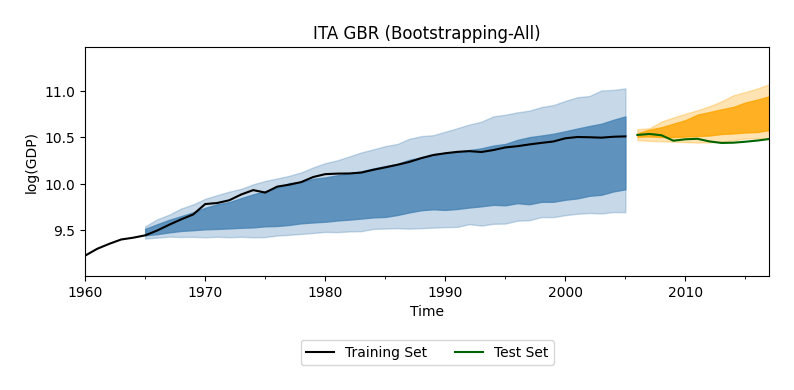 ITA GBR (Bootstrapping-All)
log(GDP)
11.0
10.5
10.0
9.5
1960 1970 1980 1990 2000 2010
Time
Training Set Test Set